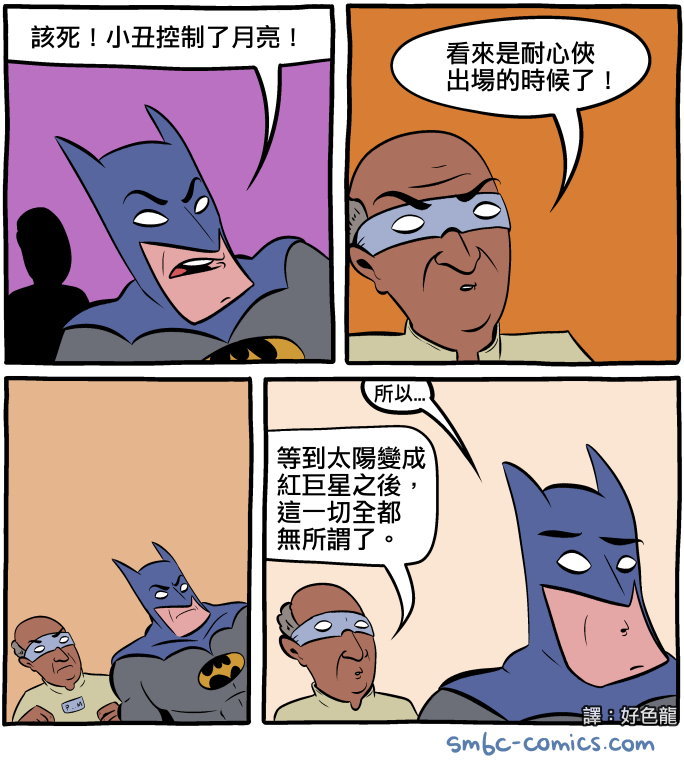 該死！小丑控制了月亮！
看來是耐心俠
出場的時候了！
P.M
所以…
等到太陽變成
紅巨星之後，
這一切全都
無所謂了。
譯：好色龍
smbc-comics.com